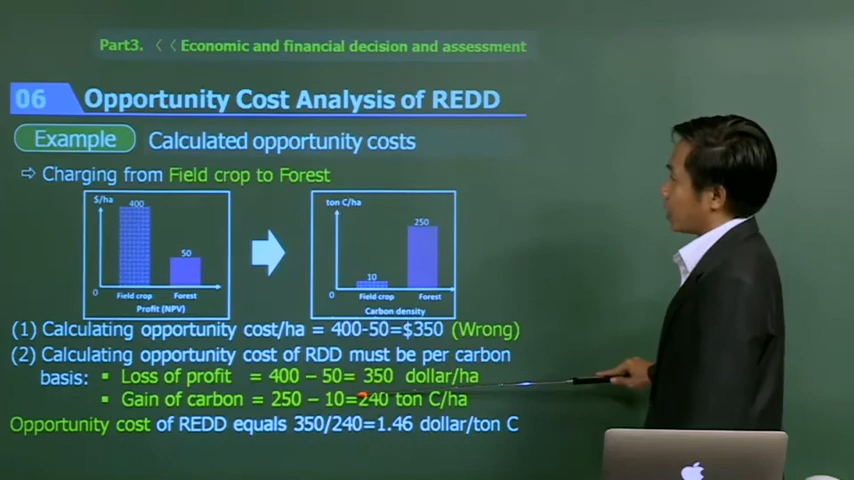 Part3. 〈〈 Economic and financial decision and assessment
06 Opportunity Cost Analysis of REDD
Example Calculated opportunity costs
⇨ Charging from Field crop to Forest
$/ha
400
50
0
Field crop Forest
Profit (NPV)
ton C/ha
250
10
0
Field crop Forest
Carbon density
(1) Calculating opportunity cost/ha = 400-50=$350 (Wrong)
(2) Calculating opportunity cost of RDD must be per carbon
basis: ▪ Loss of profit = 400 – 50= 350 dollar/ha
▪ Gain of carbon = 250 – 10=240 ton C/ha
Opportunity cost of REDD equals 350/240=1.46 dollar/ton C